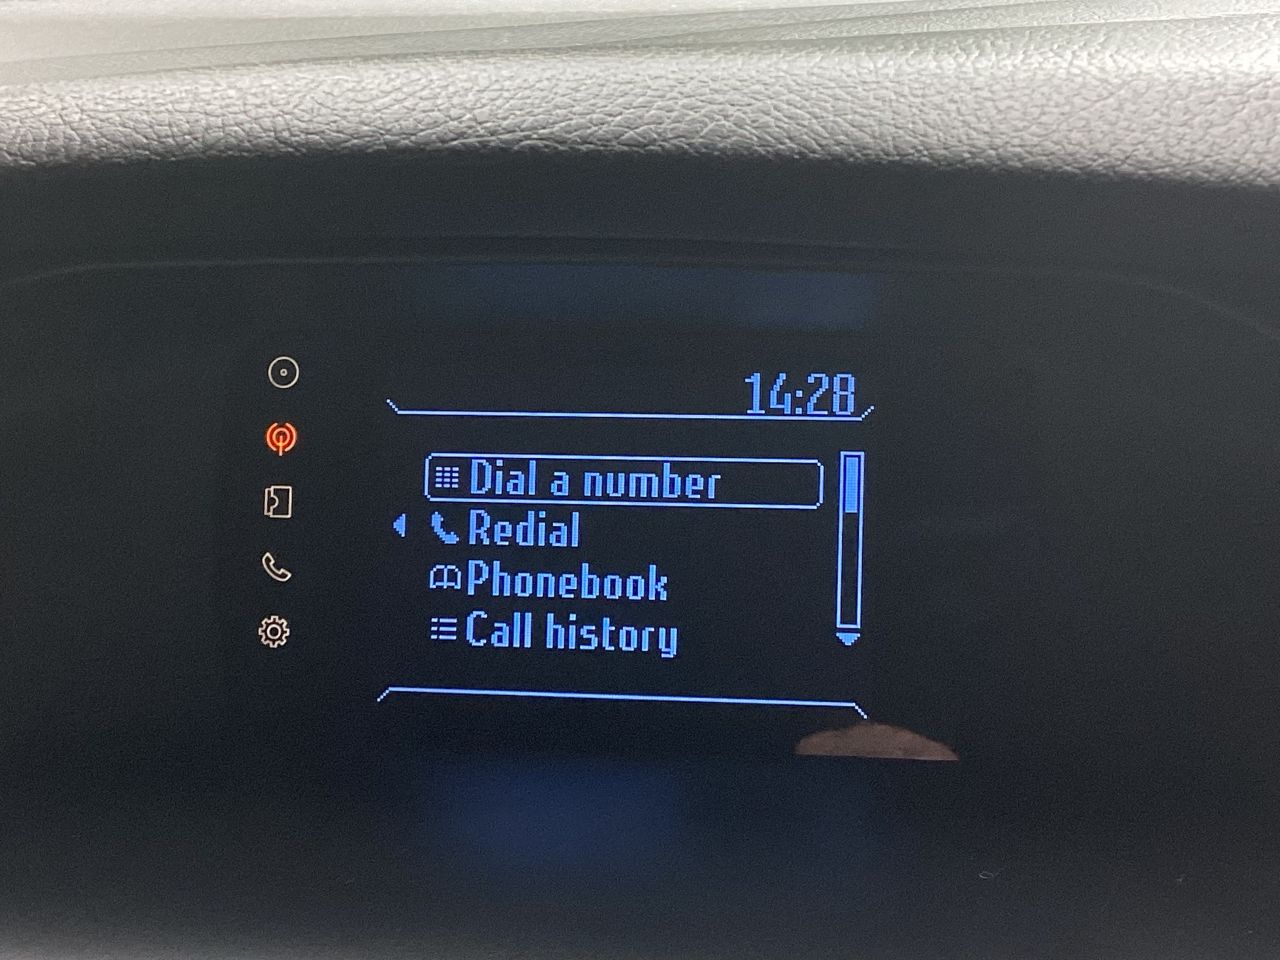 14:28
Dial a number
Redial
Phonebook
Call history